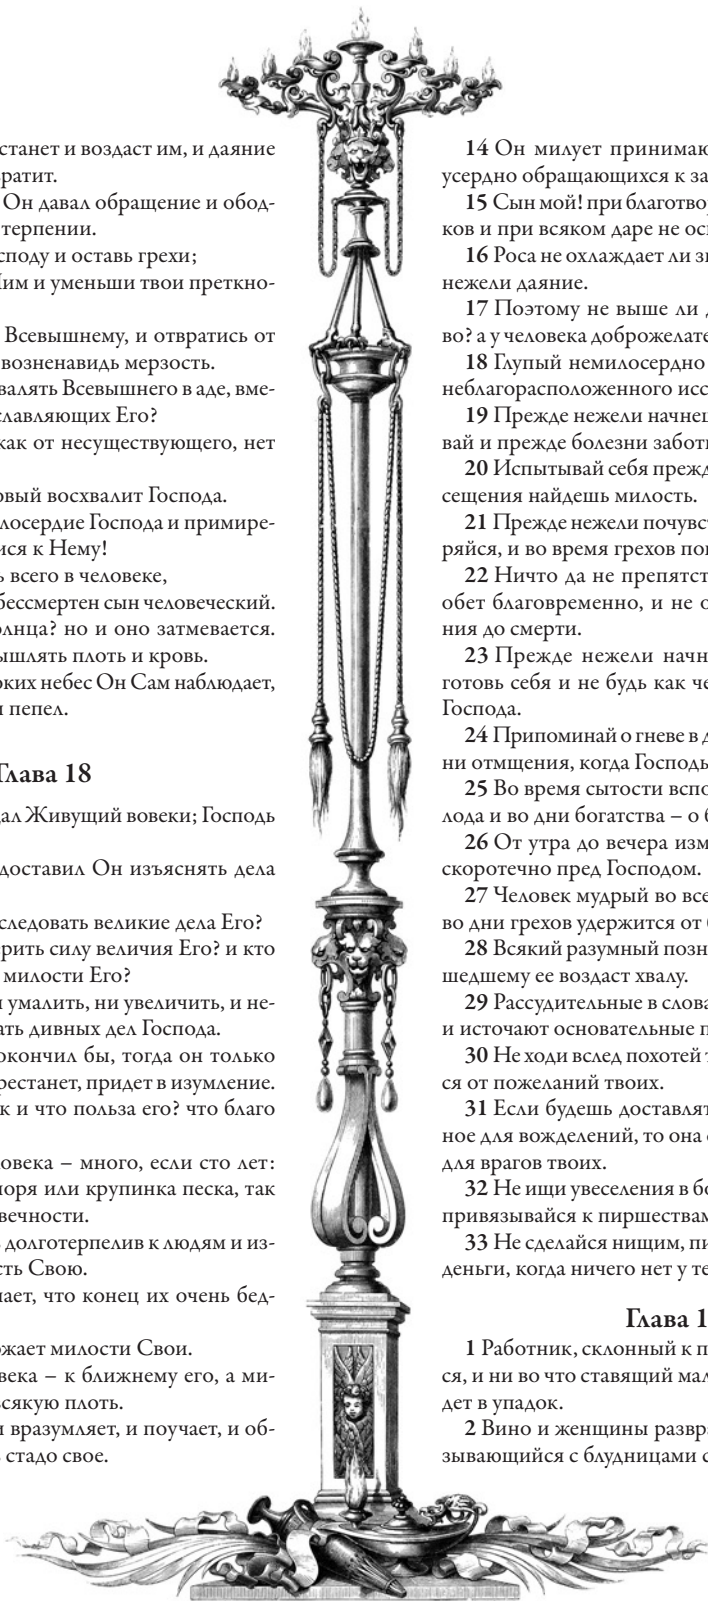 станет и воздаст им, и даяние
ратит.
Он давал обращение и обод-
терпении.
споду и оставь грехи;
Ним и уменьши твои преткно-
Всевышнему, и отвратись от
возненавидь мерзость.
валять Всевышнего в аде, вме-
славляющих Его?
как от несуществующего, нет
овый восхвалит Господа.
лосердие Господа и примире-
ися к Нему!
ь всего в человеке,
бессмертен сын человеческий.
олнца? но и оно затмевается.
ышлять плоть и кровь.
оких небес Он Сам наблюдает,
и пепел.
Глава 18
дал Живущий вовеки; Господь
доставил Он изъяснять дела
следовать великие дела Его?
ерить силу величия Его? и кто
милости Его?
и умалить, ни увеличить, и не-
ать дивных дел Господа.
окончил бы, тогда он только
рестанет, придет в изумление.
к и что польза его? что благо
ловека – много, если сто лет:
моря или крупинка песка, так
вечности.
ь долготерпелив к людям и из-
сть Свою.
нает, что конец их очень бед-
ожает милости Свои.
века – к ближнему его, а ми-
всякую плоть.
и вразумляет, и поучает, и об-
ь стадо свое.
14 Он милует принимаю
усердно обращающихся к за
15 Сын мой! при благотвор
ков и при всяком даре не ос
16 Роса не охлаждает ли зн
нежели даяние.
17 Поэтому не выше ли д
во? а у человека доброжелате
18 Глупый немилосердно
неблагорасположенного исс
19 Прежде нежели начнеш
вай и прежде болезни заботи
20 Испытывай себя прежд
сещения найдешь милость.
21 Прежде нежели почувст
ряйся, и во время грехов пок
22 Ничто да не препятст
обет благовременно, и не о
ния до смерти.
23 Прежде нежели начн
готовь себя и не будь как че
Господа.
24 Припоминай о гневе в д
ни отмщения, когда Господь
25 Во время сытости вспо
лода и во дни богатства – о б
26 От утра до вечера изм
скоротечно пред Господом.
27 Человек мудрый во все
во дни грехов удержится от б
28 Всякий разумный позн
шедшему ее воздаст хвалу.
29 Рассудительные в слова
и источают основательные п
30 Не ходи вслед похотей т
ся от пожеланий твоих.
31 Если будешь доставлят
ное для вожделений, то она с
для врагов твоих.
32 Не ищи увеселения в бо
привязывайся к пиршествам
33 Не сделайся нищим, пи
деньги, когда ничего нет у те
Глава 1
1 Работник, склонный к п
ся, и ни во что ставящий мал
дет в упадок.
2 Вино и женщины развра
зывающийся с блудницами с